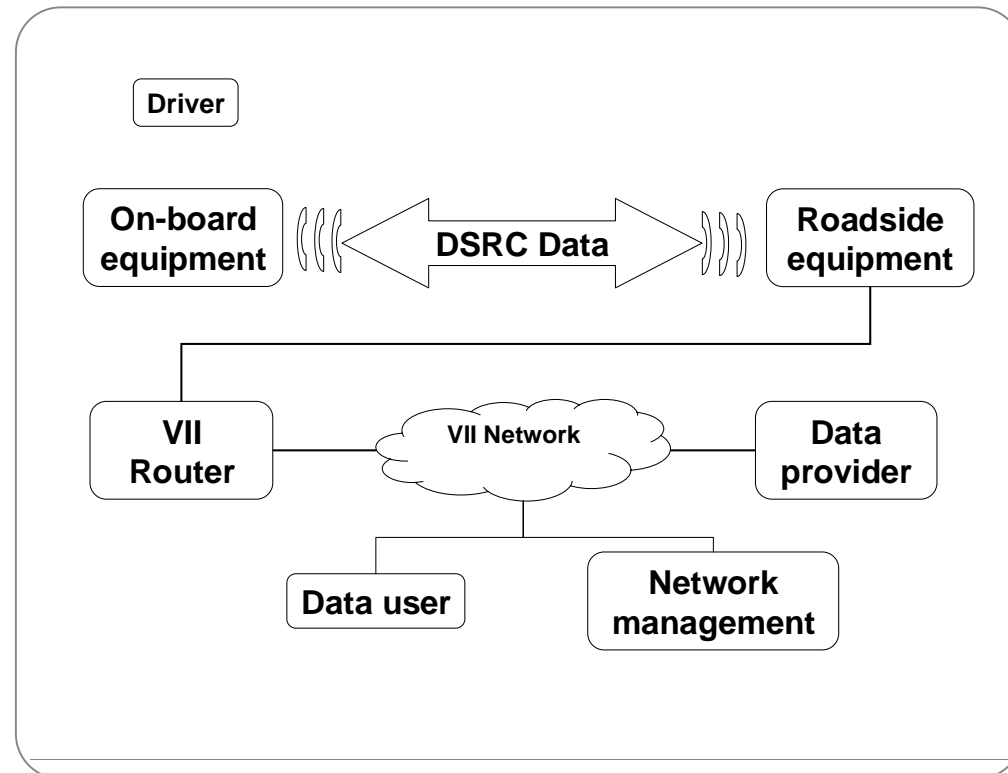 Driver
On-board
equipment
DSRC Data
Roadside
equipment
VII
Router
VII Network
Data
provider
Data user
Network
management